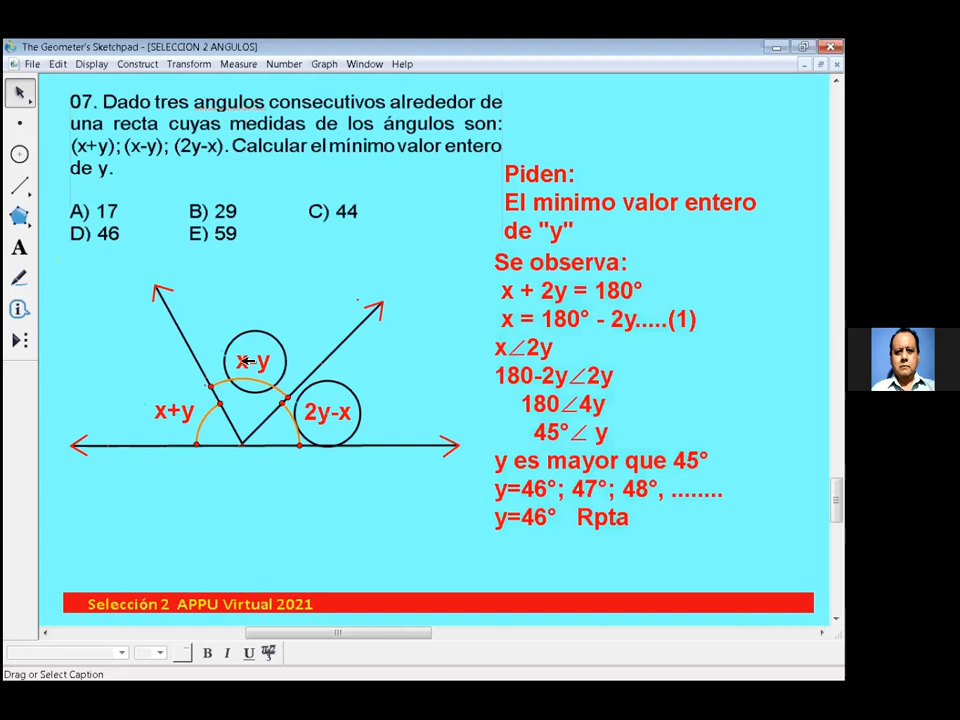 The Geometer's Sketchpad - [SELECCION 2 ANGULOS]
File Edit Display Construct Transform Measure Number Graph Window Help
07. Dado tres angulos consecutivos alrededor de
una recta cuyas medidas de los ángulos son:
(x+y); (x-y); (2y-x). Calcular el mínimo valor entero
de y.
A) 17 B) 29 C) 44
D) 46 E) 59
x-y
x+y
2y-x
Piden:
El minimo valor entero
de "y"
Se observa:
x + 2y = 180°
x = 180° - 2y.....(1)
x∠2y
180-2y∠2y
180∠4y
45°∠ y
y es mayor que 45°
y=46°; 47°; 48°, ........
y=46° Rpta
Selección 2 APPU Virtual 2021
A
B I U
Drag or Select Caption